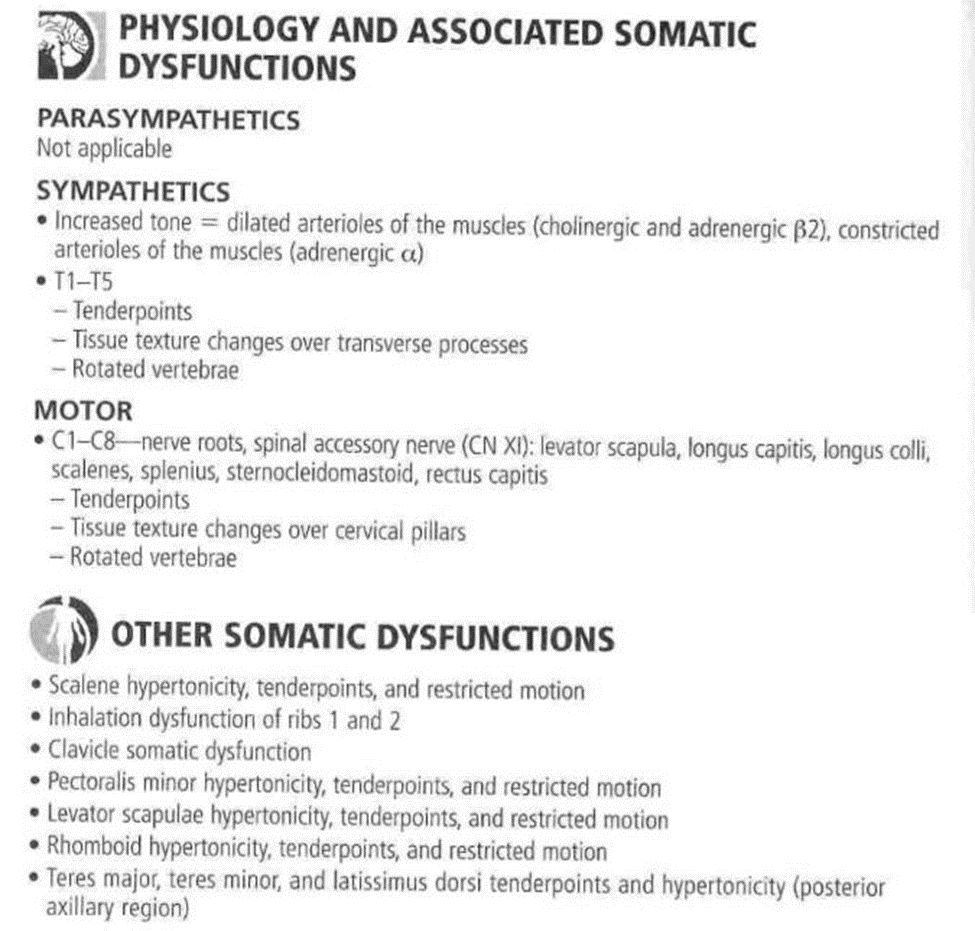 PHYSIOLOGY AND ASSOCIATED SOMATIC
DYSFUNCTIONS
PARASYMPATHETICS
Not applicable
SYMPATHETICS
• Increased tone = dilated arterioles of the muscles (cholinergic and adrenergic β2), constricted
arterioles of the muscles (adrenergic α)
• T1–T5
– Tenderpoints
– Tissue texture changes over transverse processes
– Rotated vertebrae
MOTOR
• C1–C8—nerve roots, spinal accessory nerve (CN XI): levator scapula, longus capitis, longus colli,
scalenes, splenius, sternocleidomastoid, rectus capitis
– Tenderpoints
– Tissue texture changes over cervical pillars
– Rotated vertebrae
OTHER SOMATIC DYSFUNCTIONS
• Scalene hypertonicity, tenderpoints, and restricted motion
• Inhalation dysfunction of ribs 1 and 2
• Clavicle somatic dysfunction
• Pectoralis minor hypertonicity, tenderpoints, and restricted motion
• Levator scapulae hypertonicity, tenderpoints, and restricted motion
• Rhomboid hypertonicity, tenderpoints, and restricted motion
• Teres major, teres minor, and latissimus dorsi tenderpoints and hypertonicity (posterior
axillary region)